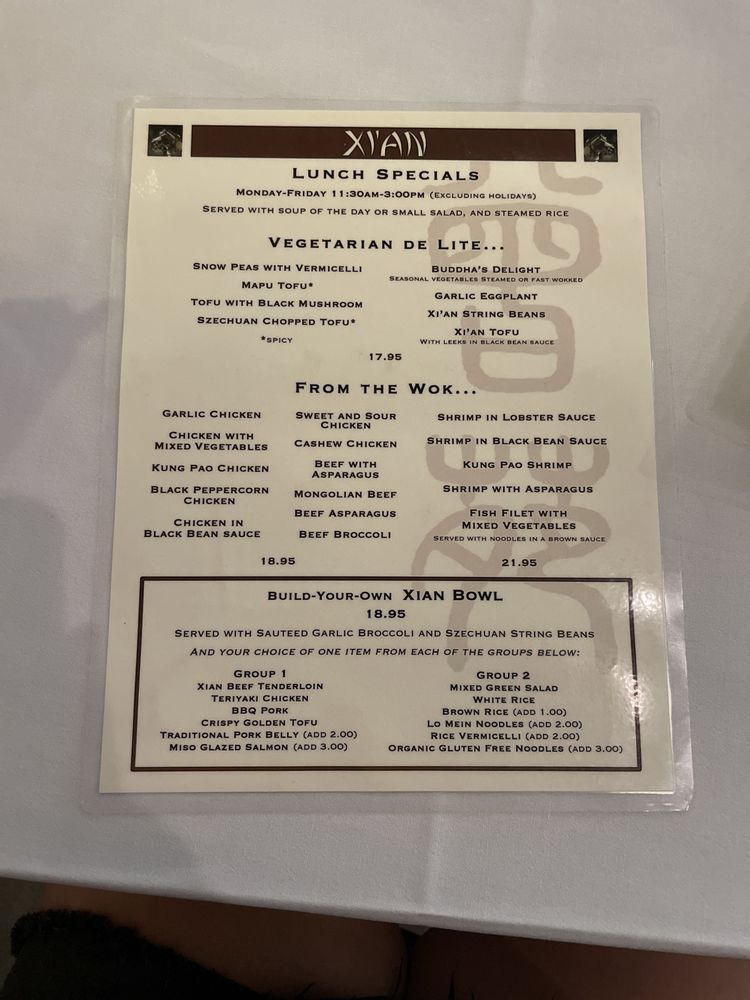 XI'AN
LUNCH SPECIALS
MONDAY-FRIDAY 11:30AM-3:00PM (EXCLUDING HOLIDAYS)
SERVED WITH SOUP OF THE DAY OR SMALL SALAD, AND STEAMED RICE
VEGETARIAN DE LITE...
SNOW PEAS WITH VERMICELLI
MAPU TOFU*
TOFU WITH BLACK MUSHROOM
SZECHUAN CHOPPED TOFU*
*SPICY
BUDDHA'S DELIGHT
SEASONAL VEGETABLES STEAMED OR FAST WOKKED
GARLIC EGGPLANT
XI'AN STRING BEANS
XI'AN TOFU
WITH LEEKS IN BLACK BEAN SAUCE
17.95
FROM THE WOK...
GARLIC CHICKEN
CHICKEN WITH
MIXED VEGETABLES
KUNG PAO CHICKEN
BLACK PEPPERCORN
CHICKEN
CHICKEN IN
BLACK BEAN SAUCE
SWEET AND SOUR
CHICKEN
CASHEW CHICKEN
BEEF WITH
ASPARAGUS
MONGOLIAN BEEF
BEEF ASPARAGUS
BEEF BROCCOLI
18.95
SHRIMP IN LOBSTER SAUCE
SHRIMP IN BLACK BEAN SAUCE
KUNG PAO SHRIMP
SHRIMP WITH ASPARAGUS
FISH FILET WITH
MIXED VEGETABLES
SERVED WITH NOODLES IN A BROWN SAUCE
21.95
BUILD-YOUR-OWN XIAN BOWL
18.95
SERVED WITH SAUTEED GARLIC BROCCOLI AND SZECHUAN STRING BEANS
AND YOUR CHOICE OF ONE ITEM FROM EACH OF THE GROUPS BELOW:
GROUP 1
XIAN BEEF TENDERLOIN
TERIYAKI CHICKEN
BBQ PORK
CRISPY GOLDEN TOFU
TRADITIONAL PORK BELLY (ADD 2.00)
MISO GLAZED SALMON (ADD 3.00)
GROUP 2
MIXED GREEN SALAD
WHITE RICE
BROWN RICE (ADD 1.00)
LO MEIN NOODLES (ADD 2.00)
RICE VERMICELLI (ADD 2.00)
ORGANIC GLUTEN FREE NOODLES (ADD 3.00)